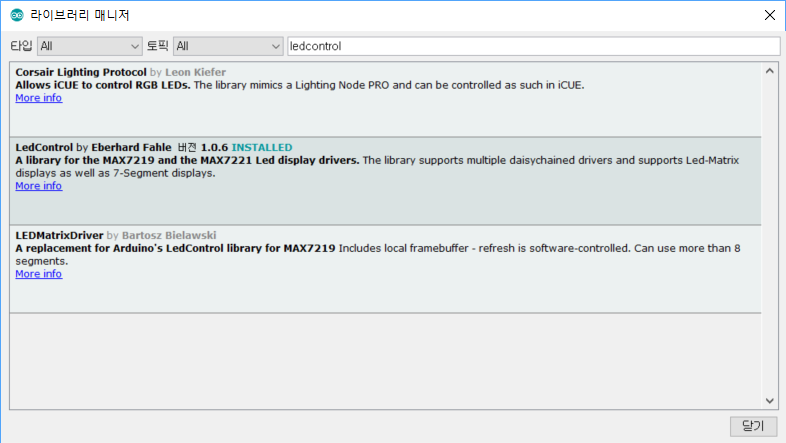 라이브러리 매니저
타입 All 토픽 All ledcontrol
Corsair Lighting Protocol by Leon Kiefer
Allows iCUE to control RGB LEDs. The library mimics a Lighting Node PRO and can be controlled as such in iCUE.
More info
LedControl by Eberhard Fahle 버전 1.0.6 INSTALLED
A library for the MAX7219 and the MAX7221 Led display drivers. The library supports multiple daisychained drivers and supports Led-Matrix
displays as well as 7-Segment displays.
More info
LEDMatrixDriver by Bartosz Bielawski
A replacement for Arduino's LedControl library for MAX7219 Includes local framebuffer - refresh is software-controlled. Can use more than 8
segments.
More info
닫기